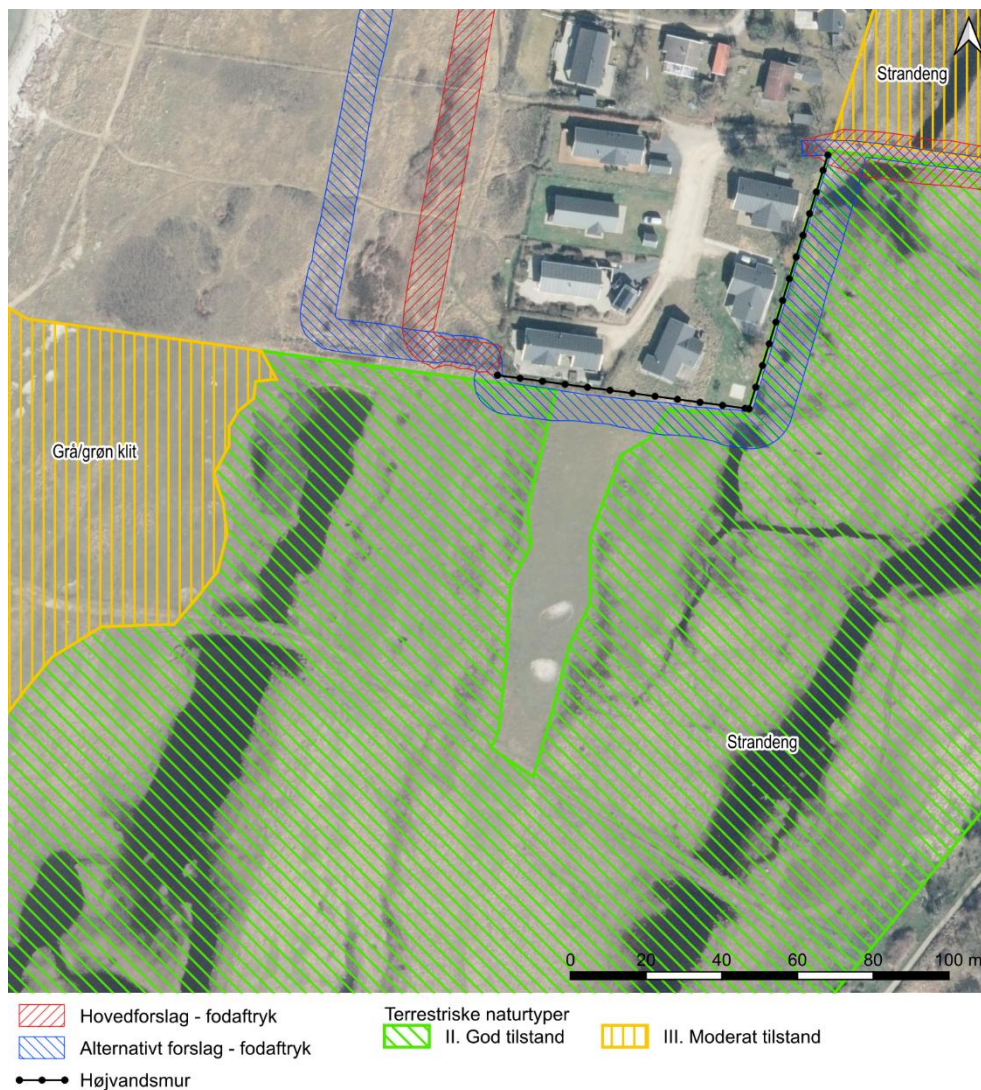 Strandeng
Grå/grøn klit
Strandeng
0 20 40 60 80 100 m
Hovedforslag - fodaftryk
Alternativt forslag - fodaftryk
Højvandsmur
Terrestriske naturtyper
II. God tilstand
III. Moderat tilstand